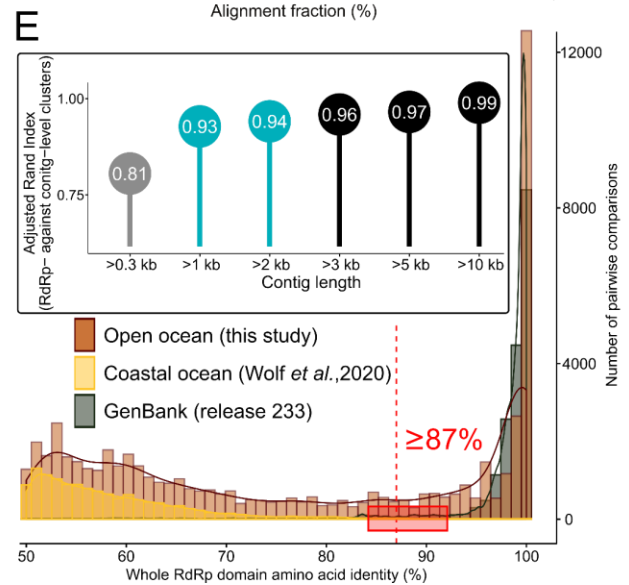 Alignment fraction (%)
E
Adjusted Rand Index
(RdRp− against conitg−level clusters)
1.00
0.75
0.81
0.93
0.94
0.96
0.97
0.99
>0.3 kb
>1 kb
>2 kb
>3 kb
>5 kb
>10 kb
Contig length
Open ocean (this study)
Coastal ocean (Wolf et al.,2020)
GenBank (release 233)
≥87%
12000
8000
4000
0
Number of pairwise comparisons
50
60
70
80
90
100
Whole RdRp domain amino acid identity (%)